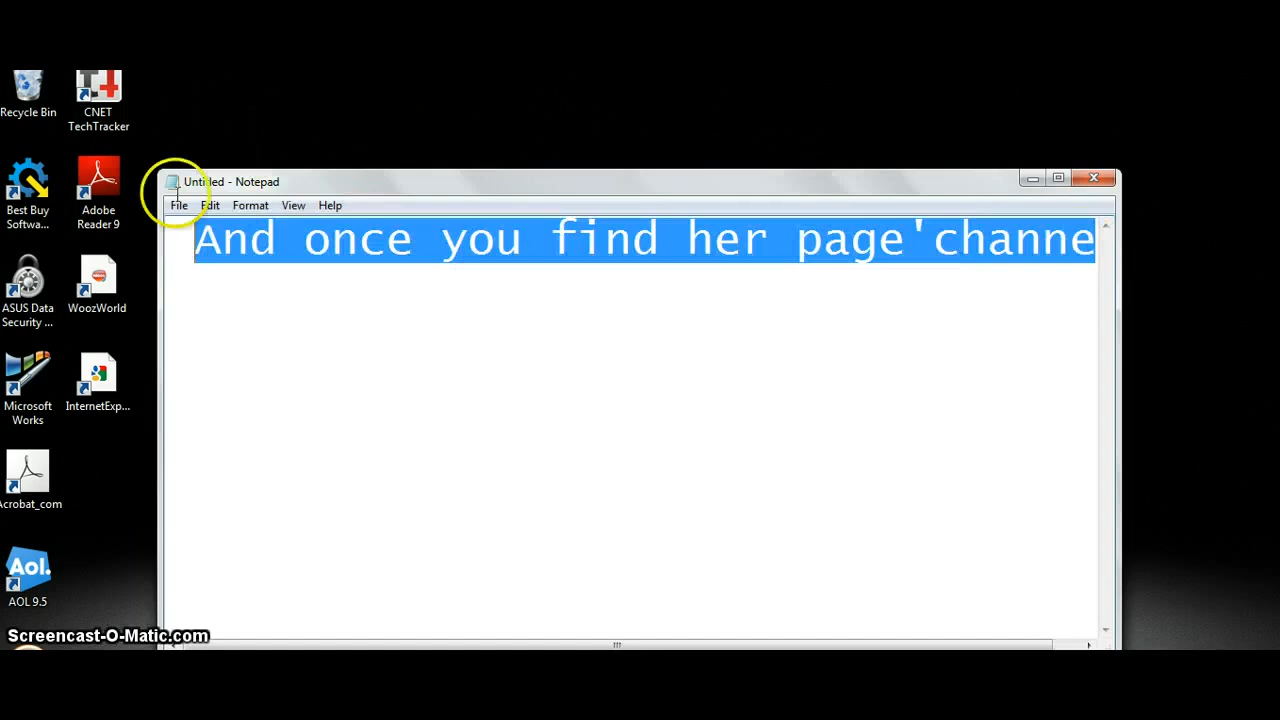 Recycle Bin
CNET
TechTracker
Best Buy
Softwa...
Adobe
Reader 9
ASUS Data
Security ...
WoozWorld
Microsoft
Works
InternetExp...
Acrobat_com
Aol.
AOL 9.5
Untitled - Notepad
File Edit Format View Help
And once you find her page'channe
Screencast-O-Matic.com